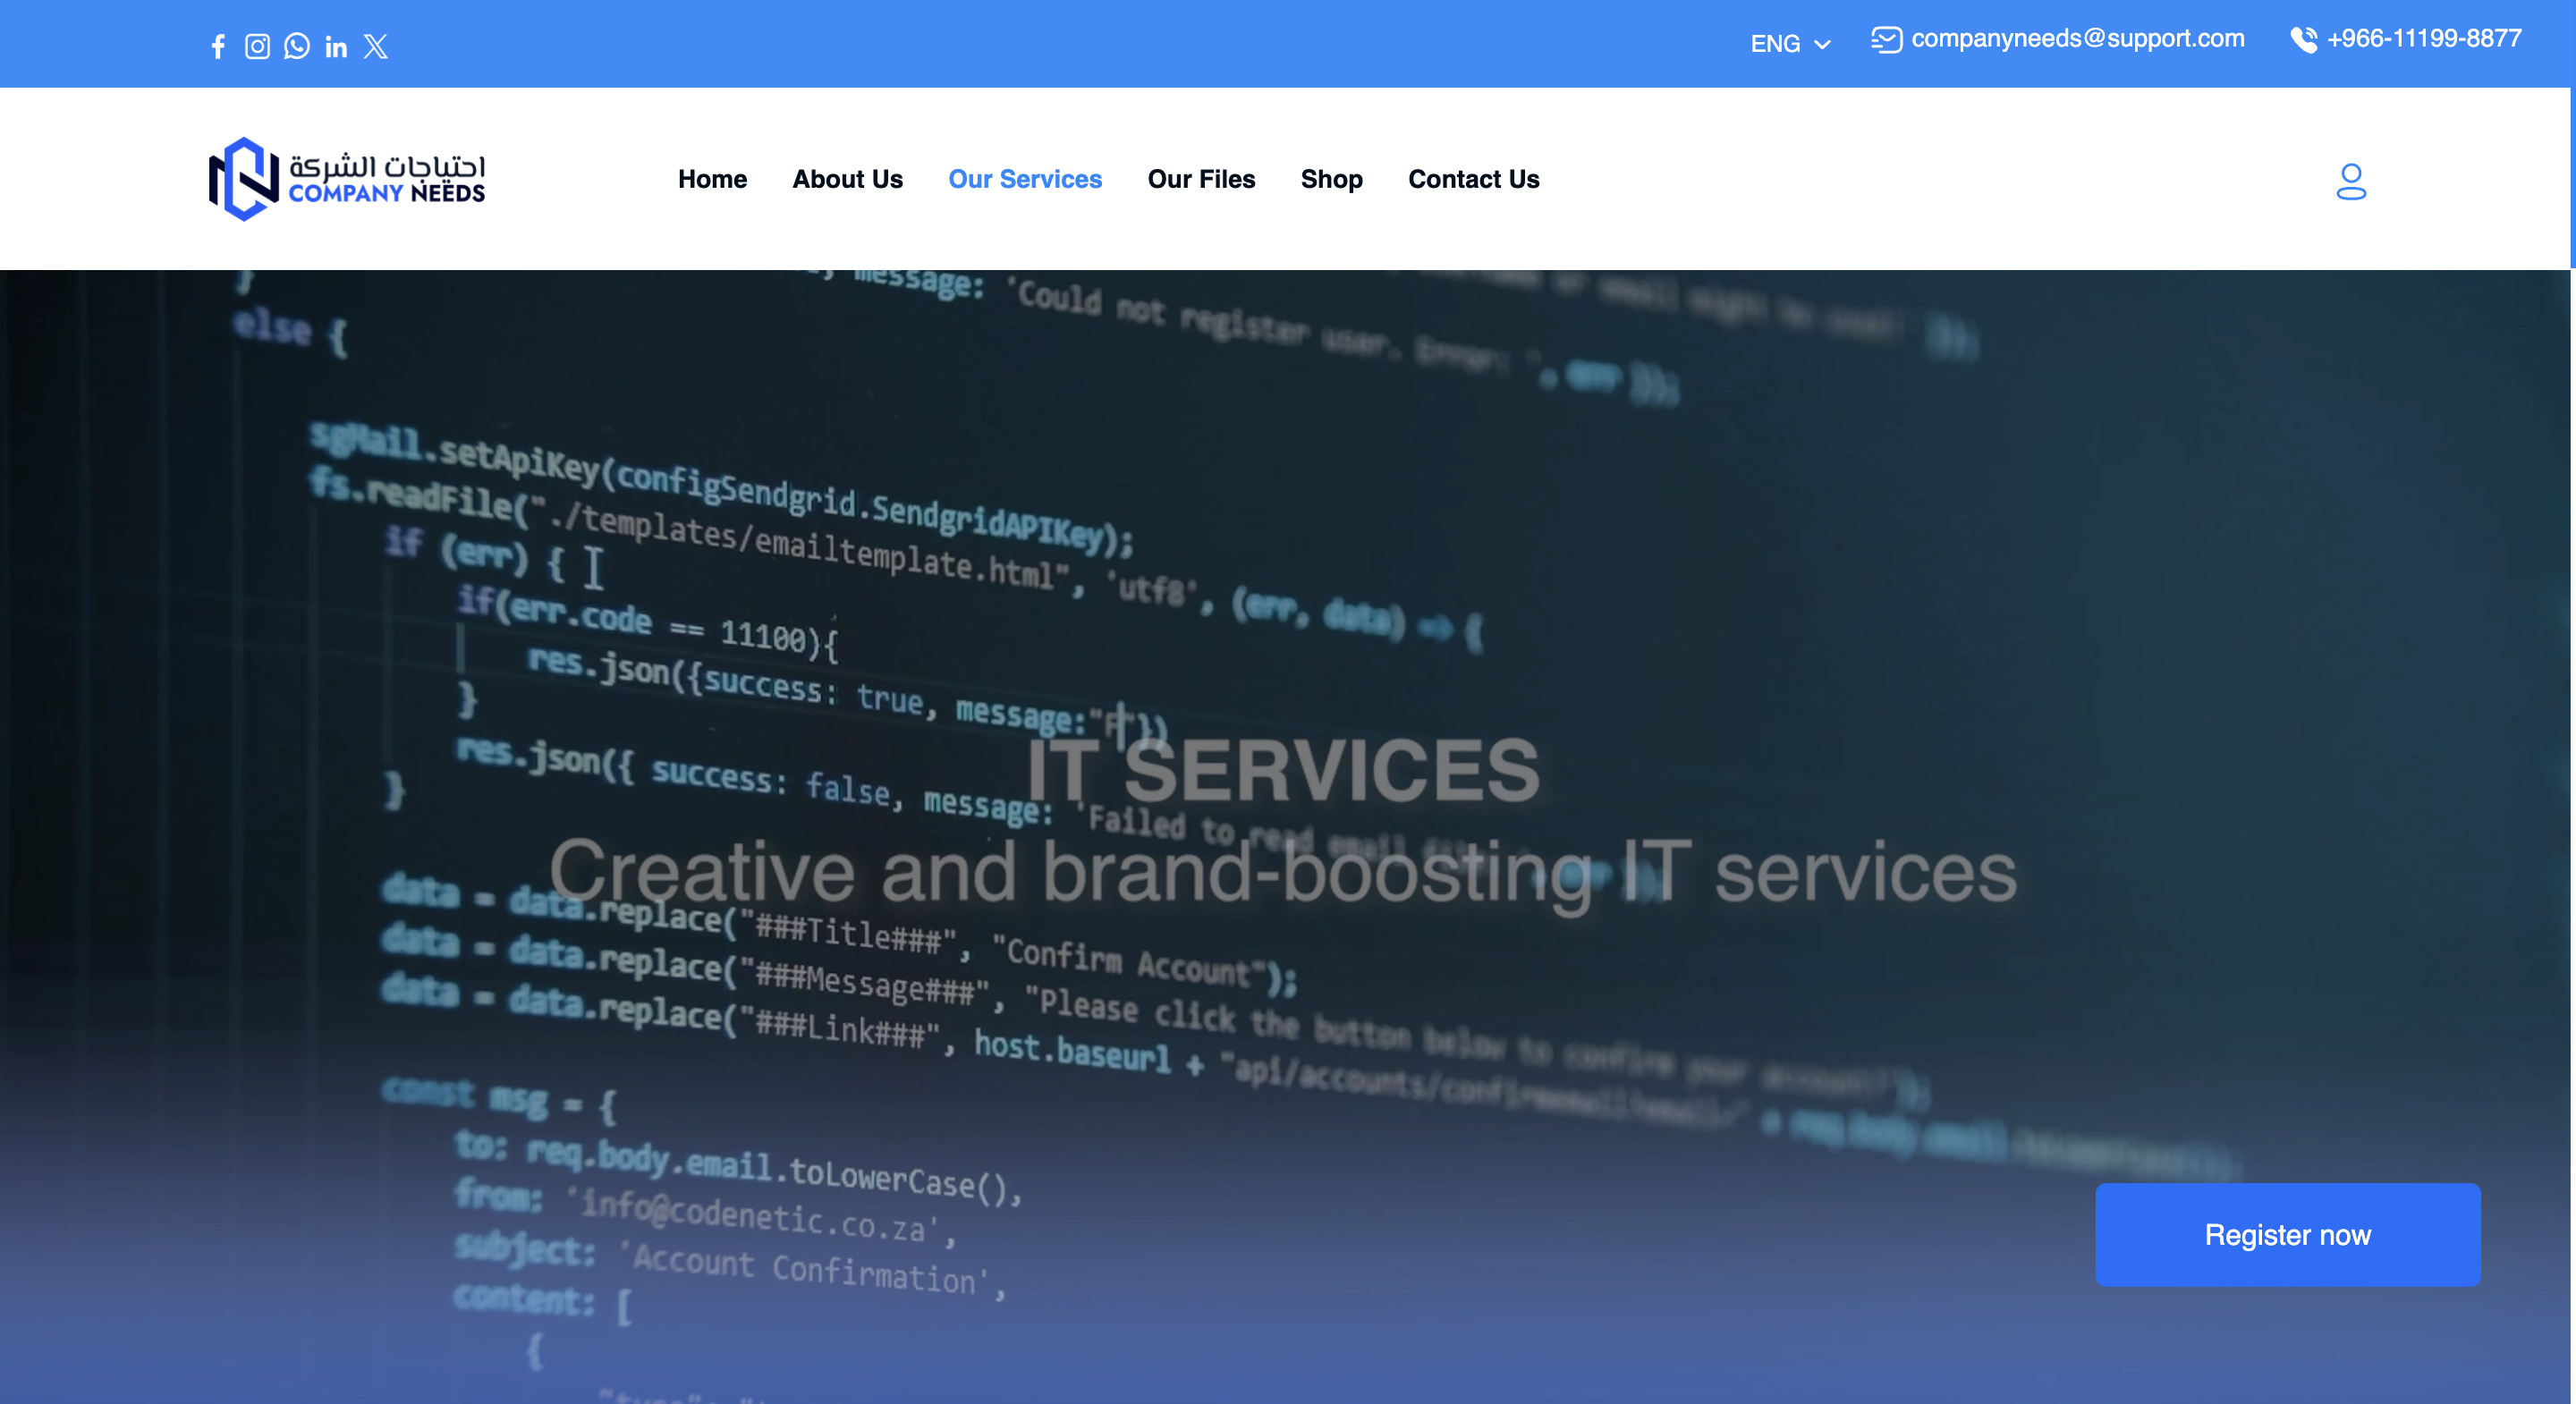 ENG
companyneeds@support.com
+966-11199-8877
احتياجات الشركة
COMPANY NEEDS
Home
About Us
Our Services
Our Files
Shop
Contact Us
}
message: 'Could not register user. Error: ', err });
else {
sgMail.setApiKey(configSendgrid.SendgridAPIKey);
fs.readFile("./templates/emailtemplate.html", 'utf8', (err, data) => {
if (err) {
if(err.code == 11100){
res.json({success: true, message:"F"})
}
res.json({ success: false, message: 'Failed to read email
}
IT SERVICES
Creative and brand-boosting IT services
data = data.replace("###Title###", "Confirm Account");
data = data.replace("###Message###", "Please click the button below to confirm your account!");
data = data.replace("###Link###", host.baseurl + "api/accounts/confirmemail?email=" + req.body.email
const msg = {
to: req.body.email.toLowerCase(),
from: 'info@codenetic.co.za',
subject: 'Account Confirmation',
content: [
{
Register now